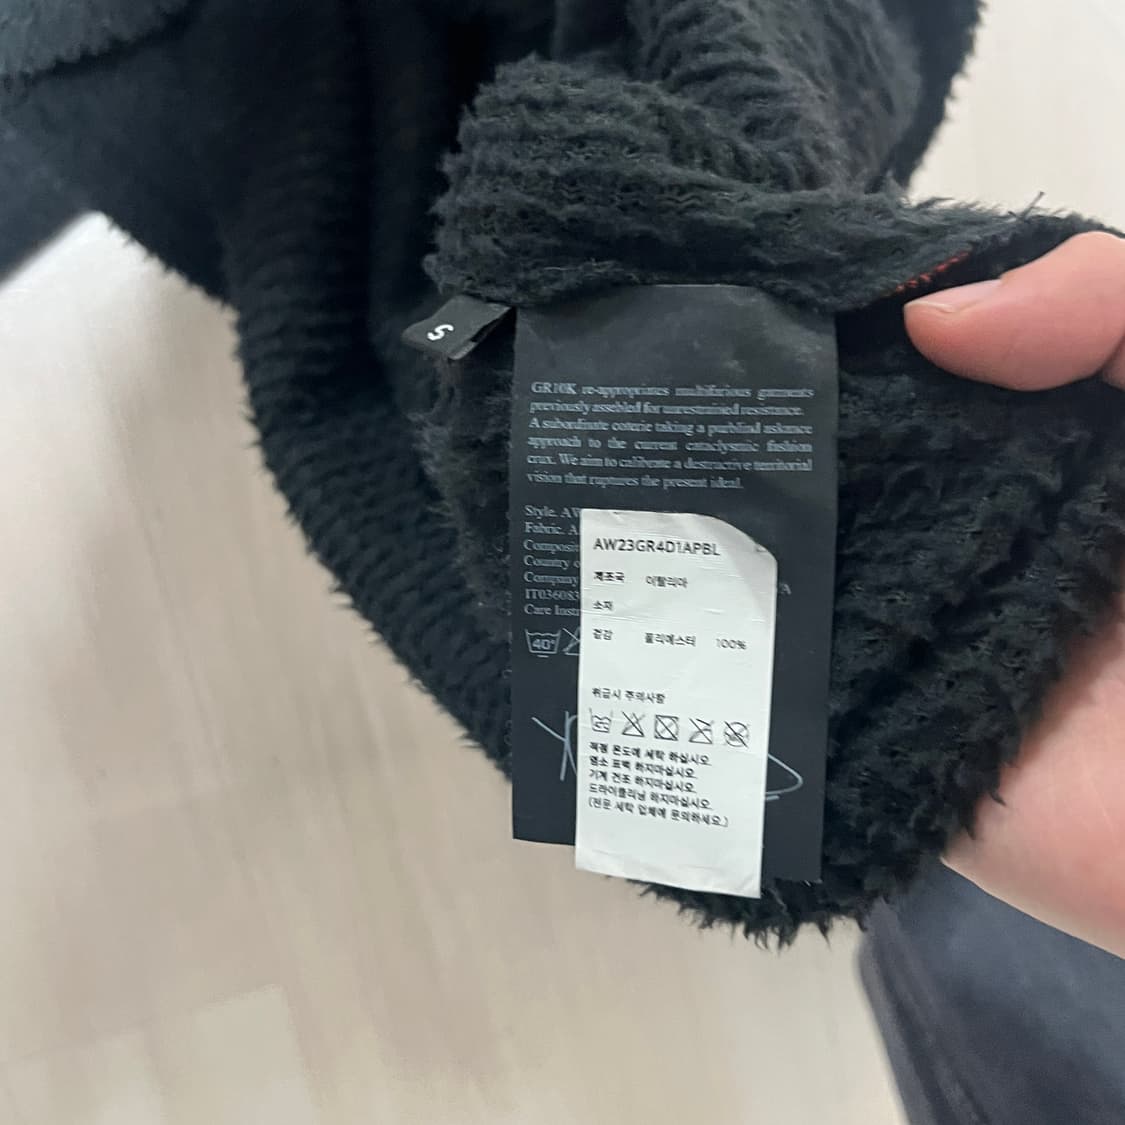 S
GR10K re-appropriates multifarious garments
previously assebled for unrestrained resistance.
A subordinate coterie taking a purblind askance
approach to the current cataclysmic fashion
crux. We aim to calibrate a destructive territorial
vision that ruptures the present ideal.
Style. AW
Fabric. A
Composit
Country o
Company
A
IT036083
Care Instr
40°
AW23GR4D1APBL
제조국 이탈리아
소재
겉감 폴리에스터 100%
취급시 주의사항
적정 온도에 세탁 하십시오.
염소 표백 하지마십시오.
기계 건조 하지마십시오.
드라이클리닝 하지마십시오.
(전문 세탁 업체에 문의하세요.)